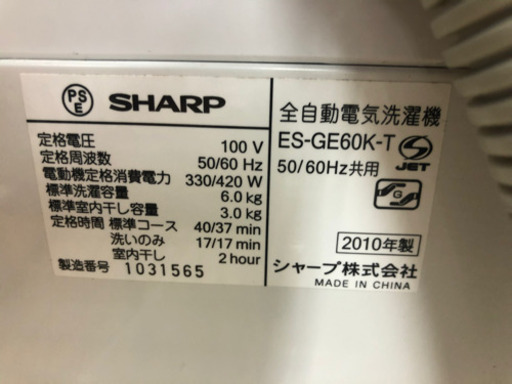 PSE SHARP
定格電圧 100 V
定格周波数 50/60 Hz
電動機定格消費電力 330/420 W
標準洗濯容量 6.0 kg
標準室内干し容量 3.0 kg
定格時間 標準コース 40/37 min
洗いのみ 17/17 min
室内干し 2 hour
製造番号 1031565
全自動電気洗濯機
ES-GE60K-T
S JET
50/60Hz共用
G
2010年製
シャープ株式会社
MADE IN CHINA